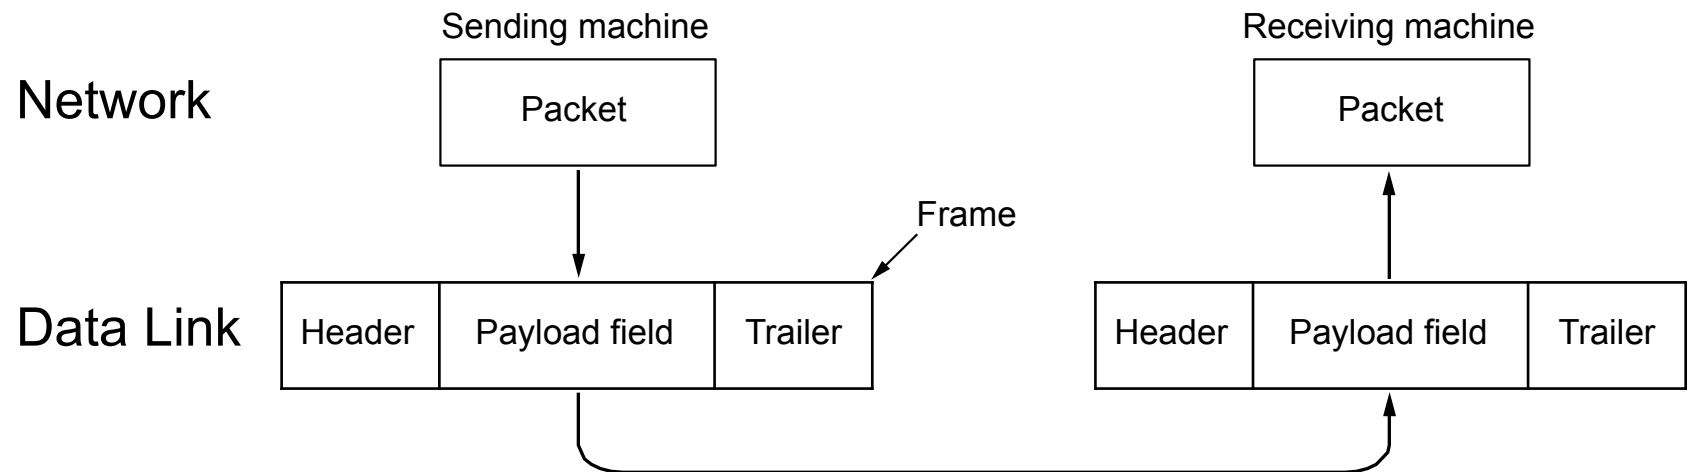 Sending machine
Receiving machine
Network
Packet
Packet
Frame
Data Link
Header
Payload field
Trailer
Header
Payload field
Trailer